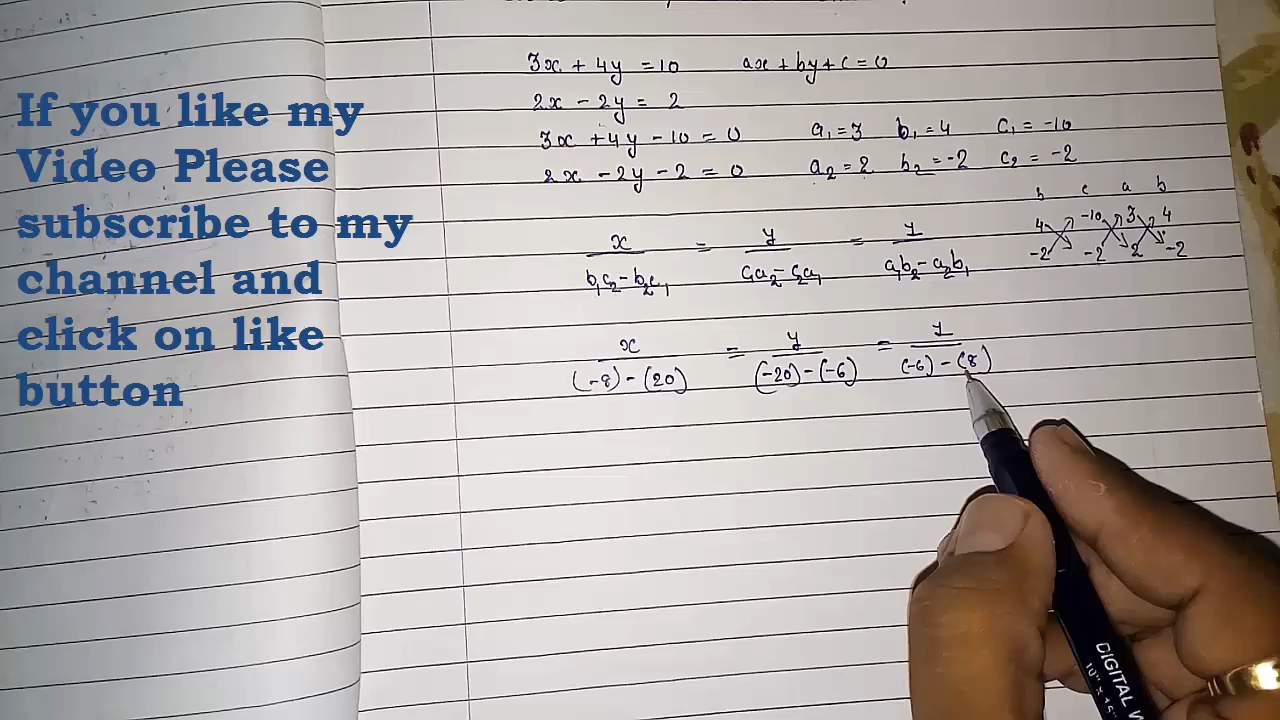 If you like my
Video Please
subscribe to my
channel and
click on like
button
3x + 4y = 10 ax + by + c = 0
2x - 2y = 2
3x + 4y - 10 = 0 a₁ = 3 b₁ = 4 c₁ = -10
2x - 2y - 2 = 0 a₂ = 2 b₂ = -2 c₂ = -2
b c a b
4 -10 3 4
-2 -2 2 -2
x = y = 1
b₁c₂ - b₂c₁ c₁a₂ - c₂a₁ a₁b₂ - a₂b₁
x = y = 1
(-8) - (20) (-20) - (-6) (-6) - (8)
DIGITAL